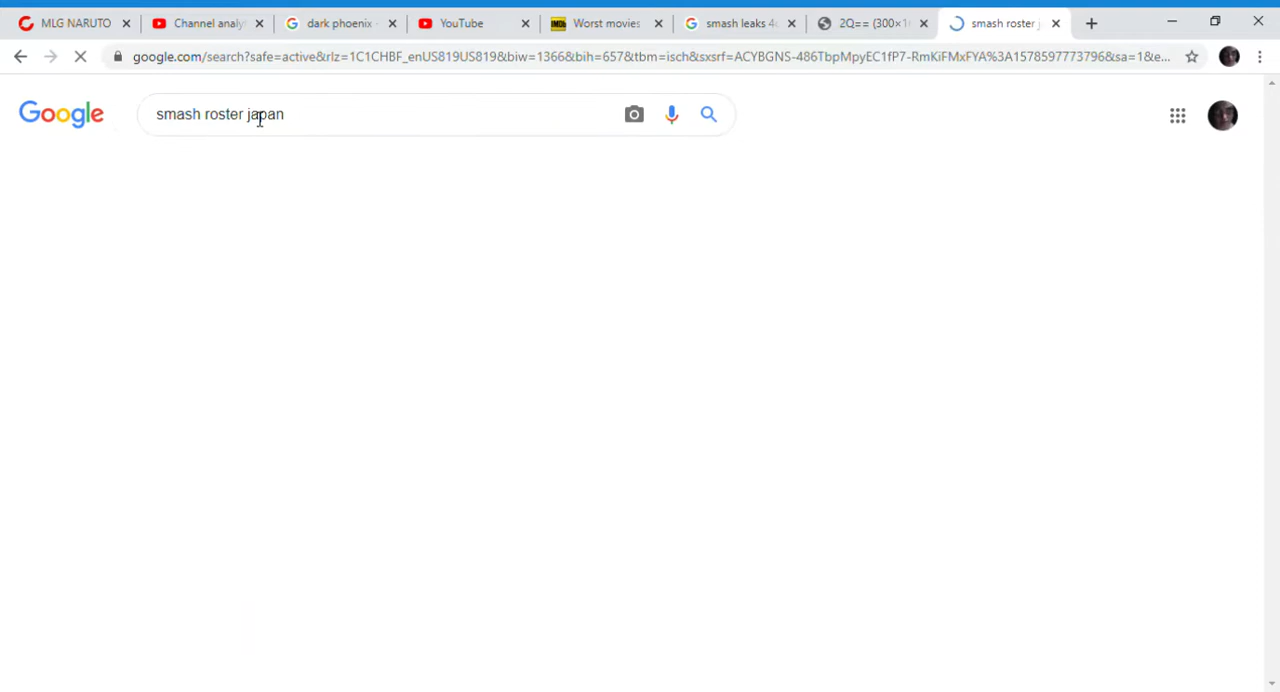 MLG NARUTO
Channel analy
dark phoenix -
YouTube
Worst movies
smash leaks 4
2Q== (300×1
smash roster j
google.com/search?safe=active&rlz=1C1CHBF_enUS819US819&biw=1366&bih=657&tbm=isch&sxsrf=ACYBGNS-486TbpMpyEC1fP7-RmKiFMxFYA%3A1578597773796&sa=1&e...
Google
smash roster japan